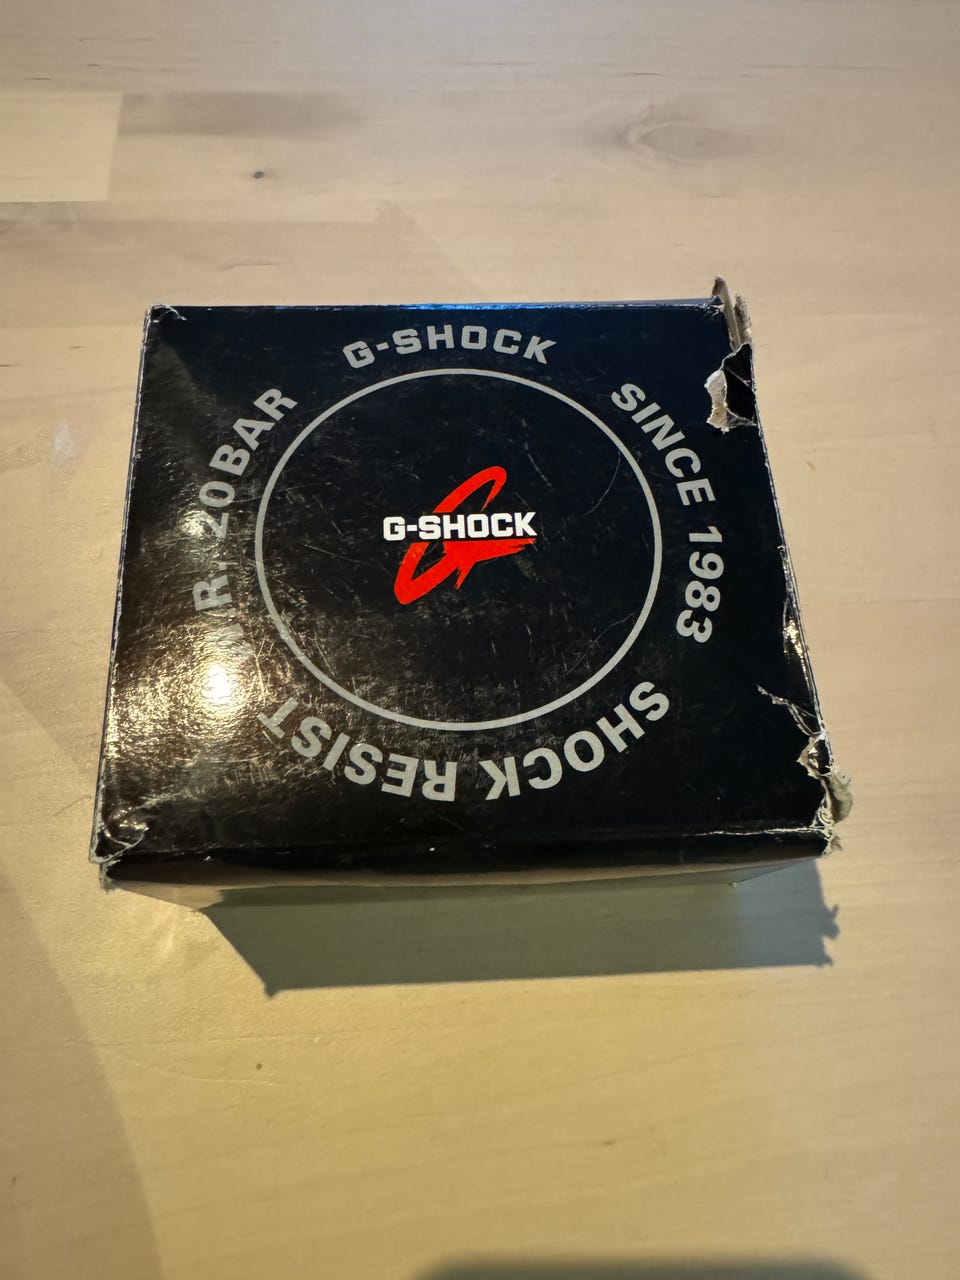 G-SHOCK
SINCE 1983
SHOCK RESIST
20BAR
G-SHOCK